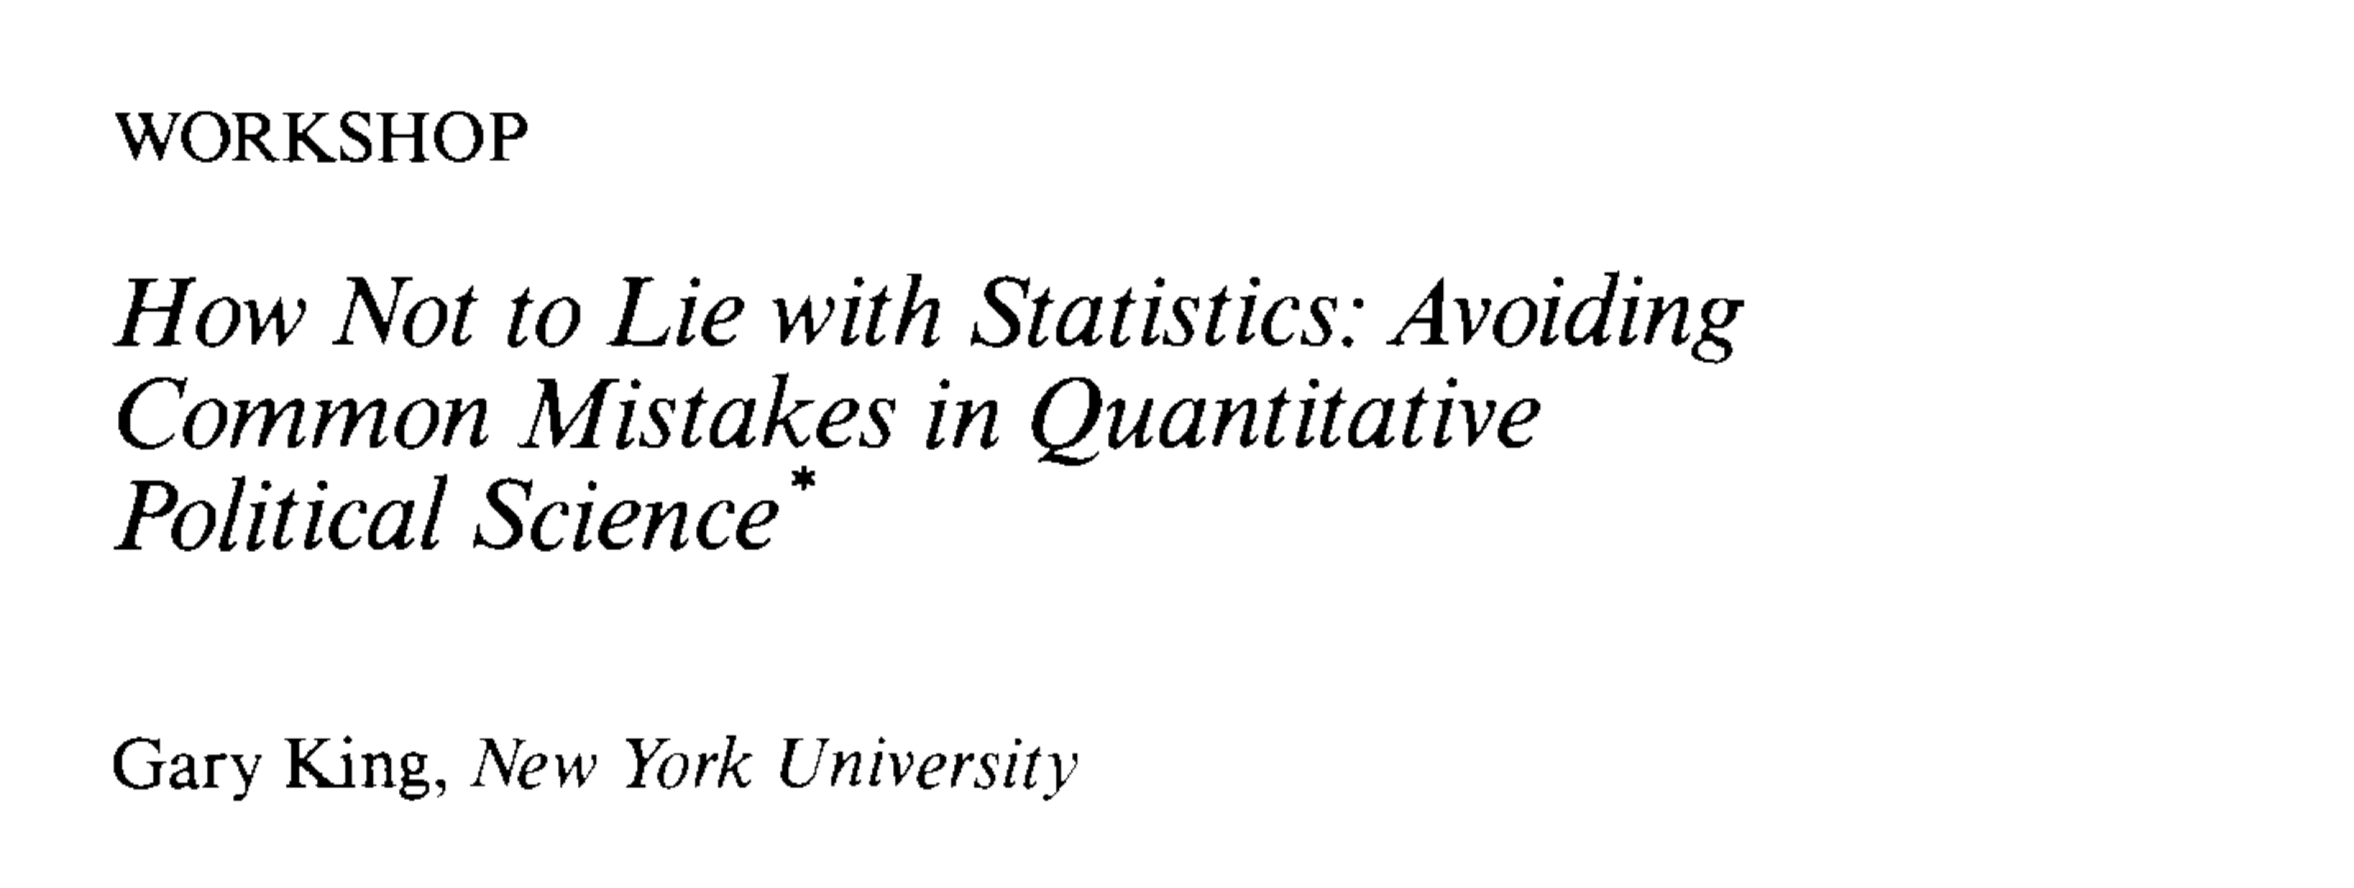 WORKSHOP
How Not to Lie with Statistics: Avoiding
Common Mistakes in Quantitative
Political Science*
Gary King, New York University